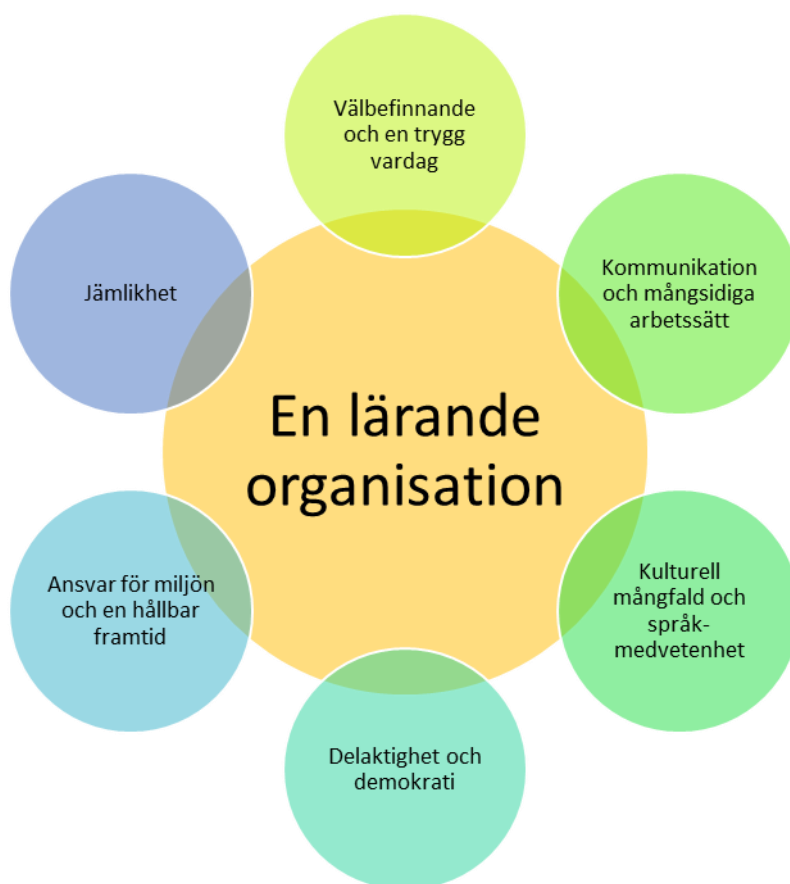 Välbefinnande
och en trygg
vardag
Jämlikhet
Kommunikation
och mångsidiga
arbetssätt
En lärande
organisation
Ansvar för miljön
och en hållbar
framtid
Kulturell
mångfald och
språk-
medvetenhet
Delaktighet och
demokrati